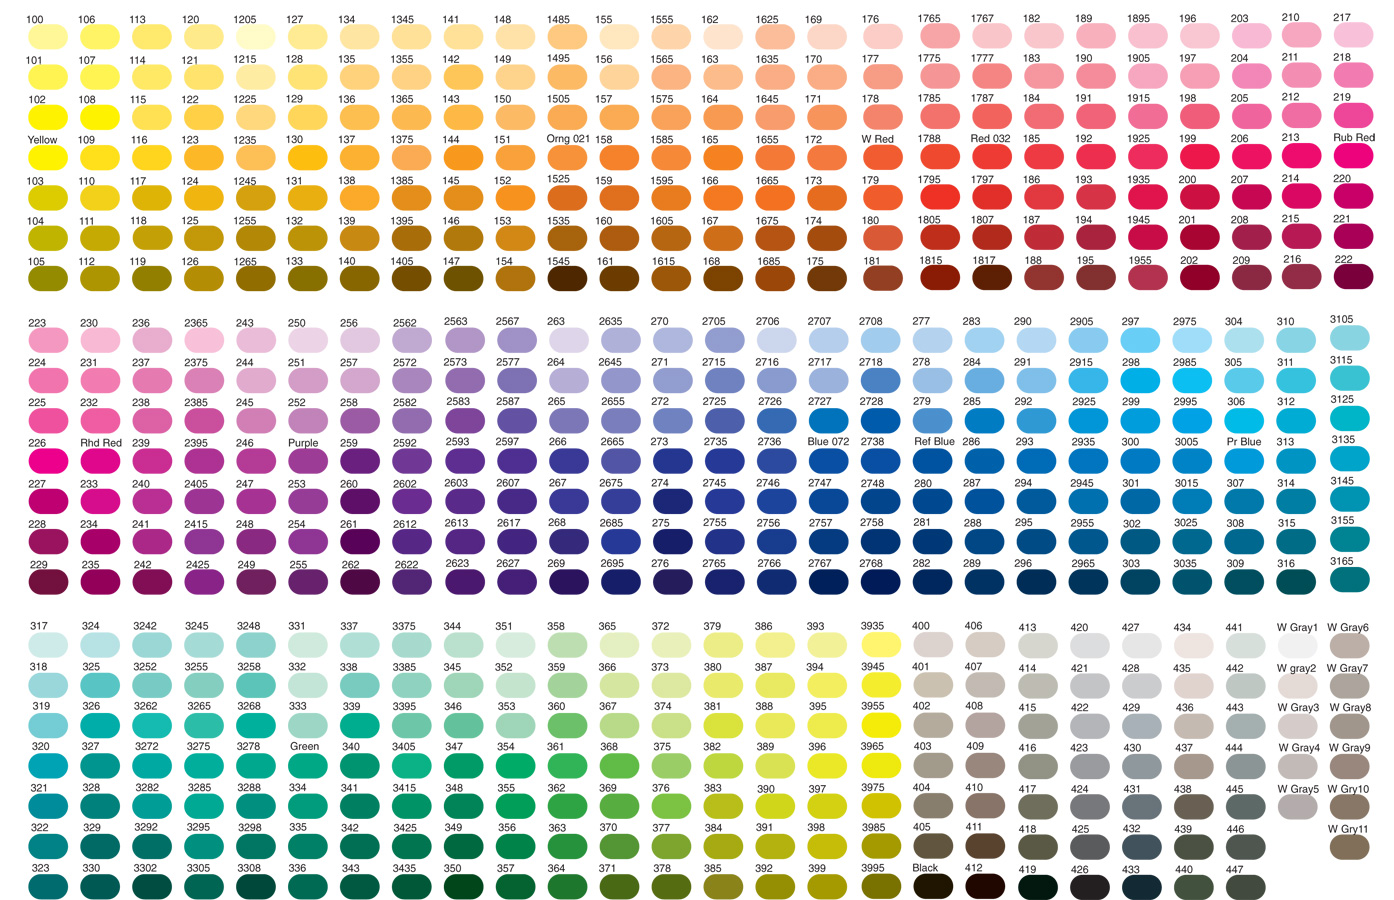 100 106 113 120 1205 127 134 1345 141 148 1485 155 1555 162 1625 169 176 1765 1767 182 189 1895 196 203 210 217
101 107 114 121 1215 128 135 1355 142 149 1495 156 1565 163 1635 170 177 1775 1777 183 190 1905 197 204 211 218
102 108 115 122 1225 129 136 1365 143 150 1505 157 1575 164 1645 171 178 1785 1787 184 191 1915 198 205 212 219
Yellow 109 116 123 1235 130 137 1375 144 151 Orng 021 158 1585 165 1655 172 W Red 1788 Red 032 185 192 1925 199 206 213 Rub Red
103 110 117 124 1245 131 138 1385 145 152 1525 159 1595 166 1665 173 179 1795 1797 186 193 1935 200 207 214 220
104 111 118 125 1255 132 139 1395 146 153 1535 160 1605 167 1675 174 180 1805 1807 187 194 1945 201 208 215 221
105 112 119 126 1265 133 140 1405 147 154 1545 161 1615 168 1685 175 181 1815 1817 188 195 1955 202 209 216 222
223 230 236 2365 243 250 256 2562 2563 2567 263 2635 270 2705 2706 2707 2708 277 283 290 2905 297 2975 304 310 3105
224 231 237 2375 244 251 257 2572 2573 2577 264 2645 271 2715 2716 2717 2718 278 284 291 2915 298 2985 305 311 3115
225 232 238 2385 245 252 258 2582 2583 2587 265 2655 272 2725 2726 2727 2728 279 285 292 2925 299 2995 306 312 3125
226 Rhd Red 239 2395 246 Purple 259 2592 2593 2597 266 2665 273 2735 2736 Blue 072 2738 Ref Blue 286 293 2935 300 3005 Pr Blue 313 3135
227 233 240 2405 247 253 260 2602 2603 2607 267 2675 274 2745 2746 2747 2748 280 287 294 2945 301 3015 307 314 3145
228 234 241 2415 248 254 261 2612 2613 2617 268 2685 275 2755 2756 2757 2758 281 288 295 2955 302 3025 308 315 3155
229 235 242 2425 249 255 262 2622 2623 2627 269 2695 276 2765 2766 2767 2768 282 289 296 2965 303 3035 309 316 3165
317 324 3242 3245 3248 331 337 3375 344 351 358 365 372 379 386 393 3935 400 406 413 420 427 434 441 W Gray1 W Gray6
318 325 3252 3255 3258 332 338 3385 345 352 359 366 373 380 387 394 3945 401 407 414 421 428 435 442 W gray2 W Gray7
319 326 3262 3265 3268 333 339 3395 346 353 360 367 374 381 388 395 3955 402 408 415 422 429 436 443 W Gray3 W Gray8
320 327 3272 3275 3278 Green 340 3405 347 354 361 368 375 382 389 396 3965 403 409 416 423 430 437 444 W Gray4 W Gray9
321 328 3282 3285 3288 334 341 3415 348 355 362 369 376 383 390 397 3975 404 410 417 424 431 438 445 W Gray5 W Gry10
322 329 3292 3295 3298 335 342 3425 349 356 363 370 377 384 391 398 3985 405 411 418 425 432 439 446 W Gry11
323 330 3302 3305 3308 336 343 3435 350 357 364 371 378 385 392 399 3995 Black 412 419 426 433 440 447